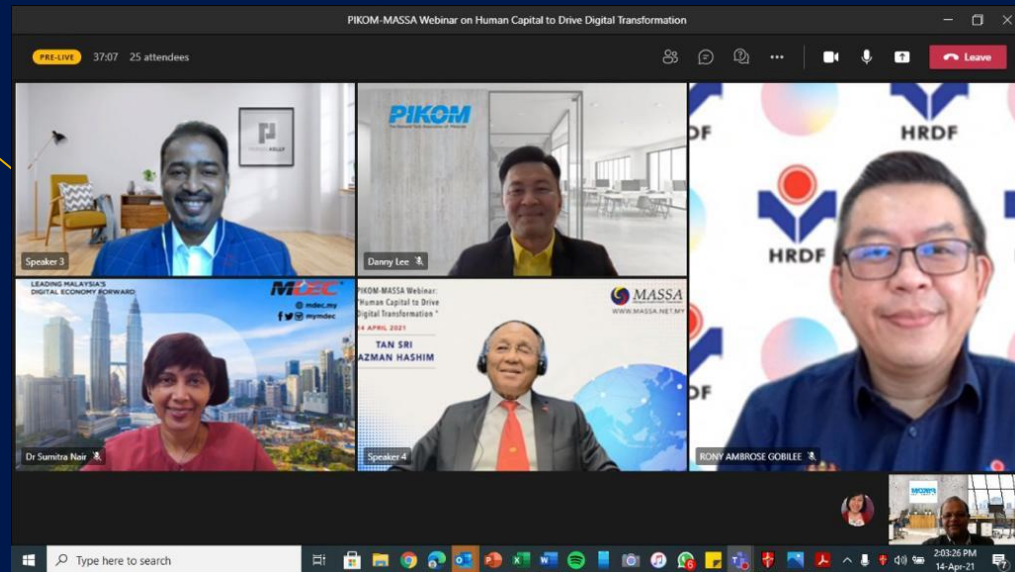 PIKOM-MASSA Webinar on Human Capital to Drive Digital Transformation
PRE-LIVE 37:07 25 attendees
Leave
Speaker 3
PIKOM
Danny Lee
DF
HRDF
HRDF
DF
RONY AMBROSE GOBILEE
LEADING MALAYSIA'S
DIGITAL ECONOMY FORWARD
MDEC
mdec.my
mymdec
Dr Sumitra Nair
PIKOM-MASSA Webinar:
"Human Capital to Drive
Digital Transformation "
14 APRIL 2021
TAN SRI
AZMAN HASHIM
MASSA
WWW.MASSA.NET.MY
Speaker 4
Type here to search
2:03:26 PM
14-Apr-21